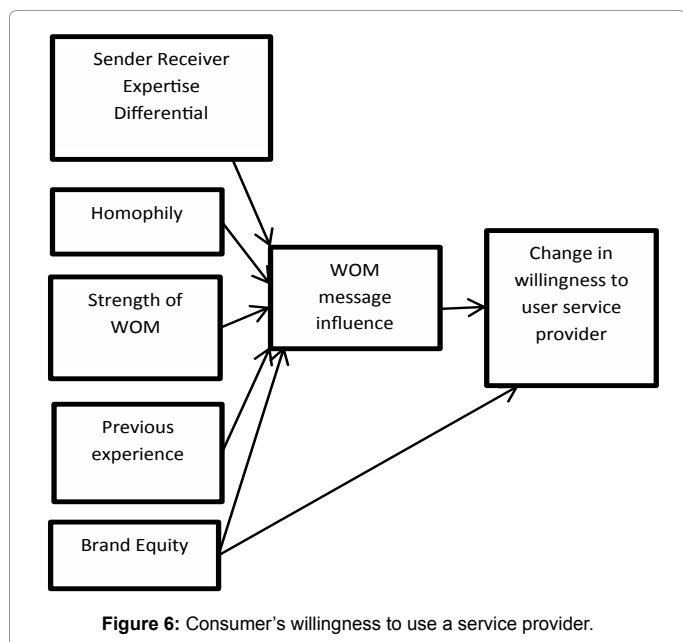 Sender Receiver
Expertise
Differential
Homophily
Strength of
WOM
Previous
experience
Brand Equity
WOM
message
influence
Change in
willingness to
user service
provider
Figure 6: Consumer’s willingness to use a service provider.